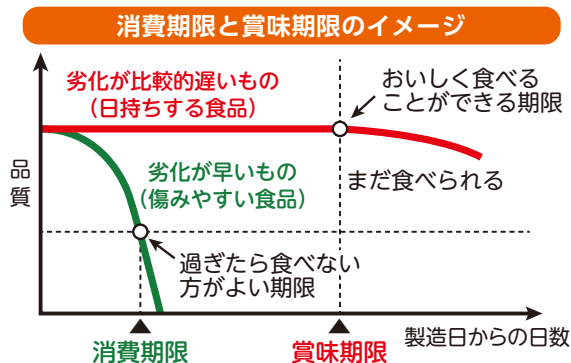 消費期限と賞味期限のイメージ
劣化が比較的遅いもの
（日持ちする食品）
おいしく食べる
ことができる期限
劣化が早いもの
（傷みやすい食品）
まだ食べられる
品質
過ぎたら食べない
方がよい期限
製造日からの日数
消費期限
賞味期限